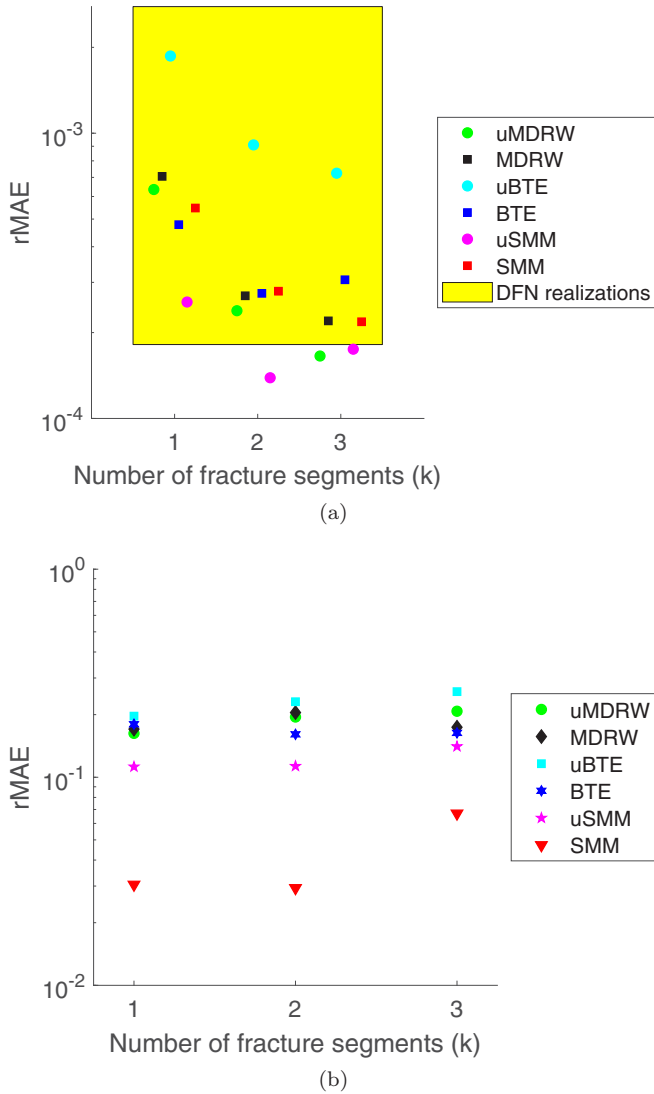 10^-3
10^-4
rMAE
1 2 3
Number of fracture segments (k)
uMDRW
MDRW
uBTE
BTE
uSMM
SMM
DFN realizations
(a)
10^0
10^-1
10^-2
rMAE
1 2 3
Number of fracture segments (k)
uMDRW
MDRW
uBTE
BTE
uSMM
SMM
(b)